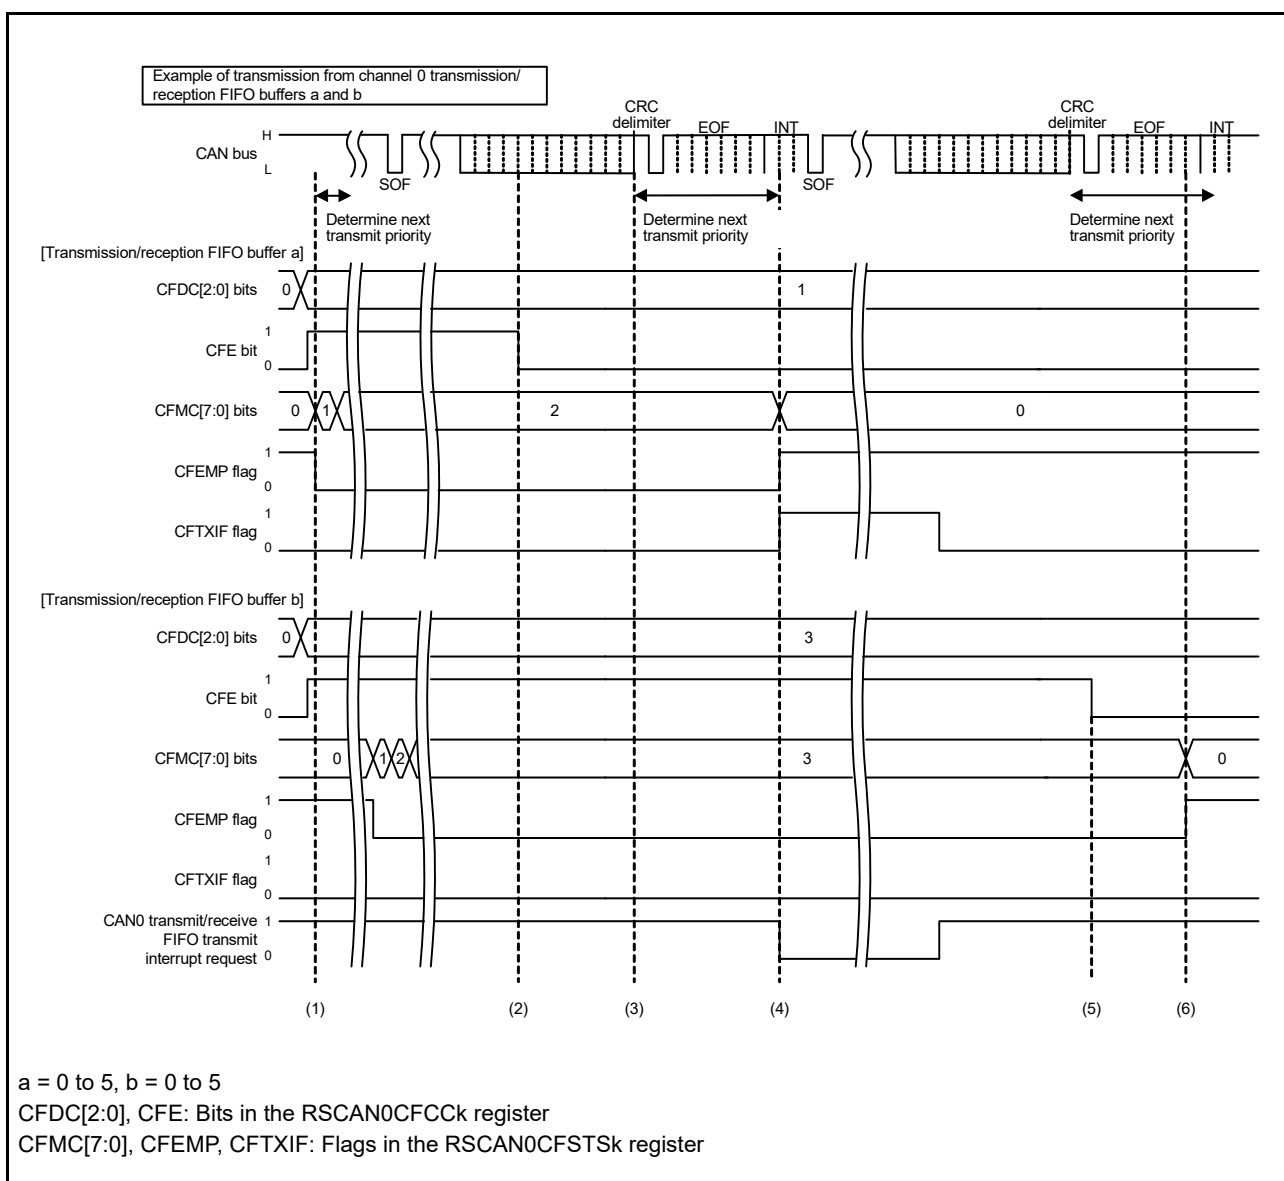 Example of transmission from channel 0 transmission/
reception FIFO buffers a and b
CRC
delimiter
EOF
INT
CRC
delimiter
EOF
INT
H
CAN bus
L
SOF
SOF
Determine next
transmit priority
Determine next
transmit priority
Determine next
transmit priority
[Transmission/reception FIFO buffer a]
CFDC[2:0] bits 0 1
1
CFE bit
0
CFMC[7:0] bits 0 1 2 0
1
CFEMP flag
0
1
CFTXIF flag
0
[Transmission/reception FIFO buffer b]
CFDC[2:0] bits 0 3
1
CFE bit
0
CFMC[7:0] bits 0 1 2 3 0
1
CFEMP flag
0
1
CFTXIF flag
0
CAN0 transmit/receive 1
FIFO transmit
interrupt request 0
(1) (2) (3) (4) (5) (6)
a = 0 to 5, b = 0 to 5
CFDC[2:0], CFE: Bits in the RSCAN0CFCCk register
CFMC[7:0], CFEMP, CFTXIF: Flags in the RSCAN0CFSTSk register